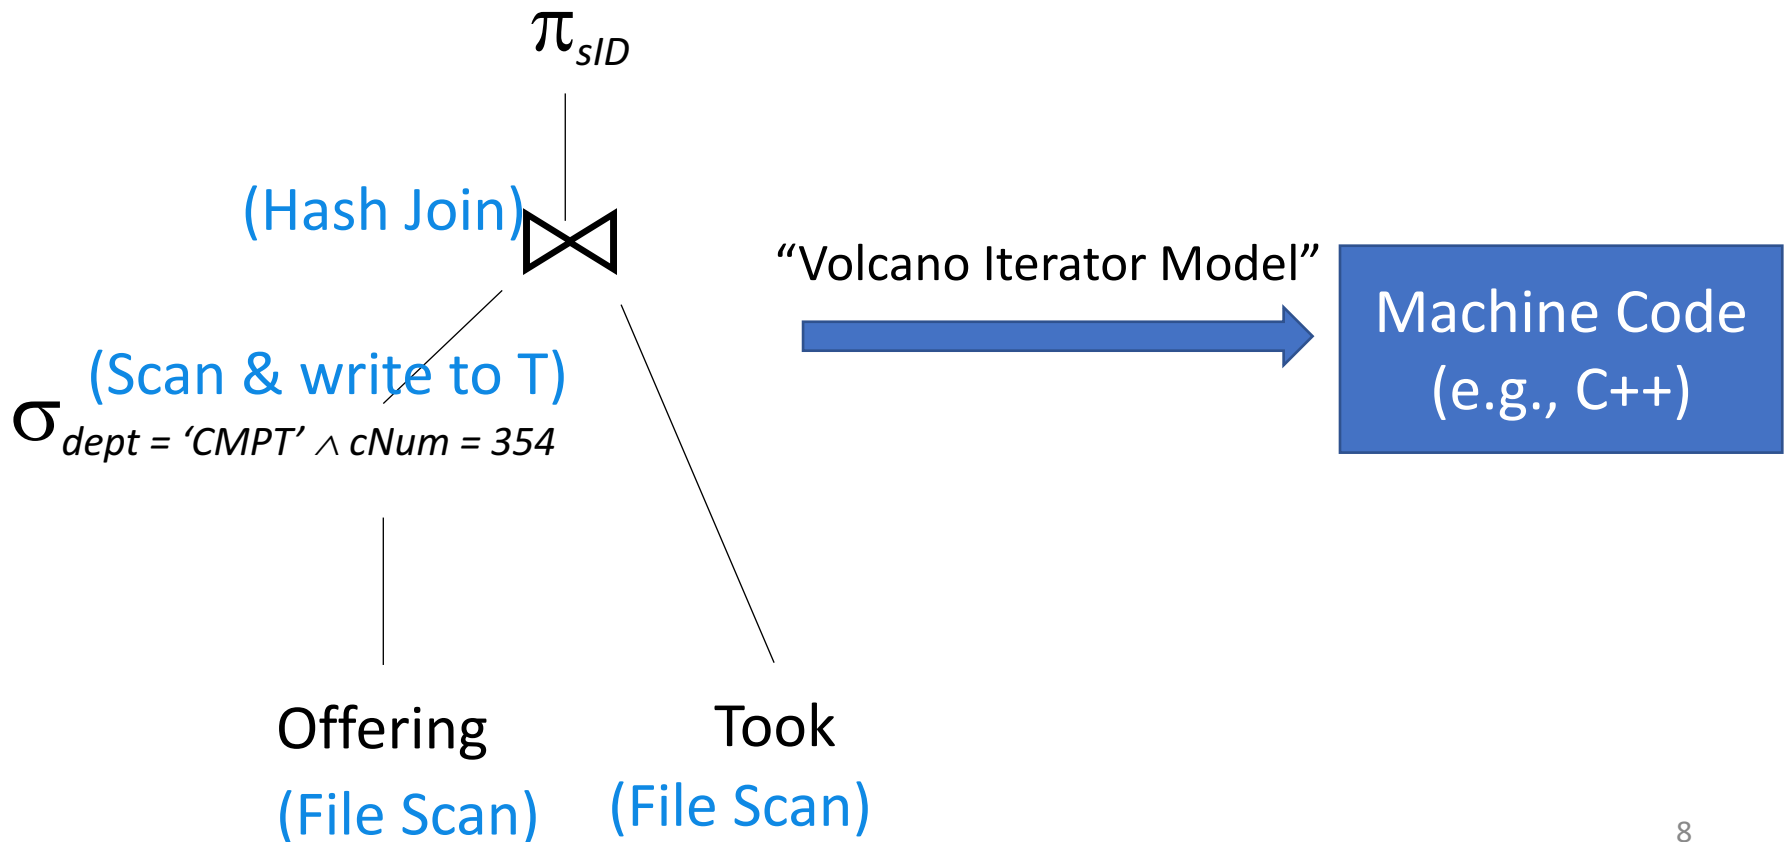 π sID
(Hash Join)
⋈
“Volcano Iterator Model”
Machine Code
(e.g., C++)
(Scan & write to T)
σ dept = ‘CMPT’ ∧ cNum = 354
Offering
Took
(File Scan)
(File Scan)
8